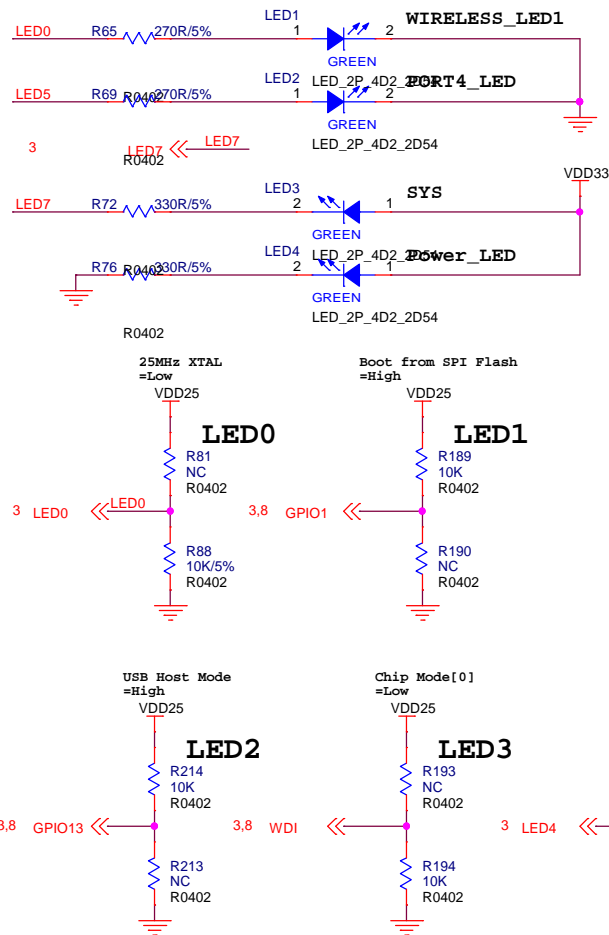 LED0 R65 270R/5% LED1 1 2 WIRELESS_LED1
GREEN
LED_2P_4D2_2D54
R0402
LED5 R69 270R/5% LED2 1 2 PORT4_LED
GREEN
LED_2P_4D2_2D54
R0402
3 LED7 LED7
VDD33
LED7 R72 330R/5% LED3 2 1 SYS
GREEN
LED_2P_4D2_2D54
R0402
R76 330R/5% LED4 2 1 Power_LED
GREEN
LED_2P_4D2_2D54
R0402
25MHz XTAL
=Low
VDD25
LED0
R81
NC
R0402
3 LED0 LED0
R88
10K/5%
R0402
Boot from SPI Flash
=High
VDD25
LED1
R189
10K
R0402
3,8 GPIO1
R190
NC
R0402
USB Host Mode
=High
VDD25
LED2
R214
10K
R0402
3,8 GPIO13
R213
NC
R0402
Chip Mode[0]
=Low
VDD25
LED3
R193
NC
R0402
3,8 WDI
R194
10K
R0402
3 LED4